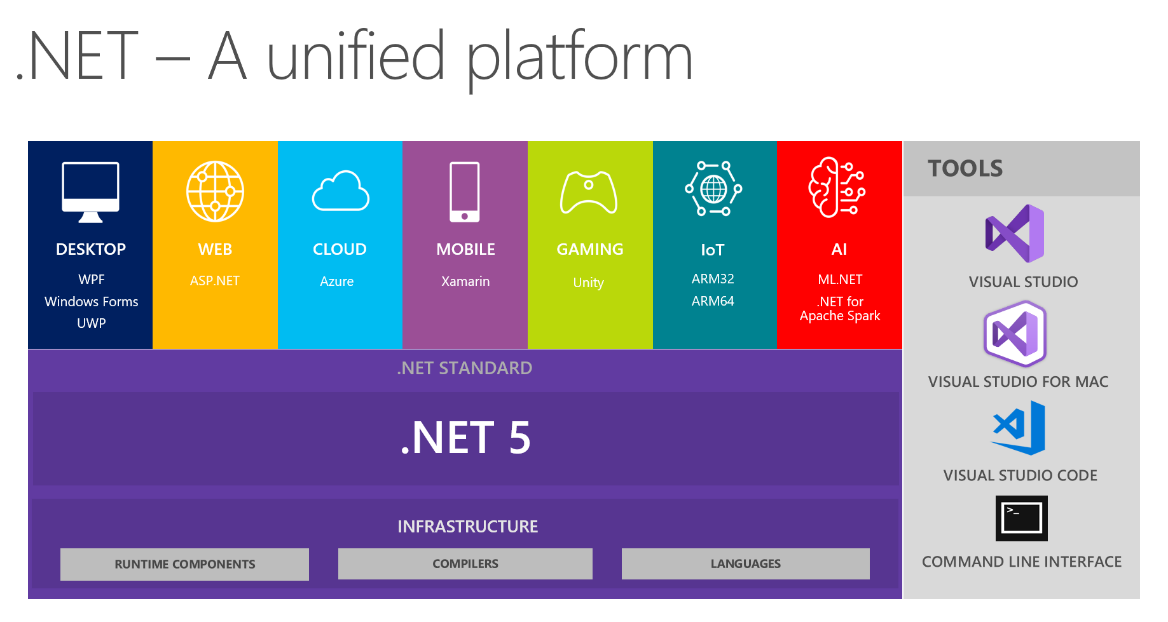 .NET – A unified platform
DESKTOP
WPF
Windows Forms
UWP
WEB
ASP.NET
CLOUD
Azure
MOBILE
Xamarin
GAMING
Unity
IoT
ARM32
ARM64
AI
ML.NET
.NET for
Apache Spark
.NET STANDARD
.NET 5
INFRASTRUCTURE
RUNTIME COMPONENTS
COMPILERS
LANGUAGES
TOOLS
VISUAL STUDIO
VISUAL STUDIO FOR MAC
VISUAL STUDIO CODE
>_
COMMAND LINE INTERFACE